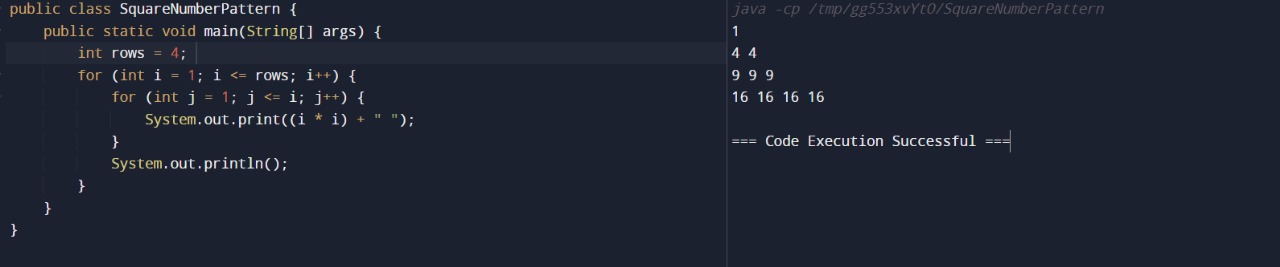 public class SquareNumberPattern {
    public static void main(String[] args) {
        int rows = 4;
        for (int i = 1; i <= rows; i++) {
            for (int j = 1; j <= i; j++) {
                System.out.print((i * i) + " ");
            }
            System.out.println();
        }
    }
}
java -cp /tmp/gg553xvYtO/SquareNumberPattern
1
4 4
9 9 9
16 16 16 16
=== Code Execution Successful ===